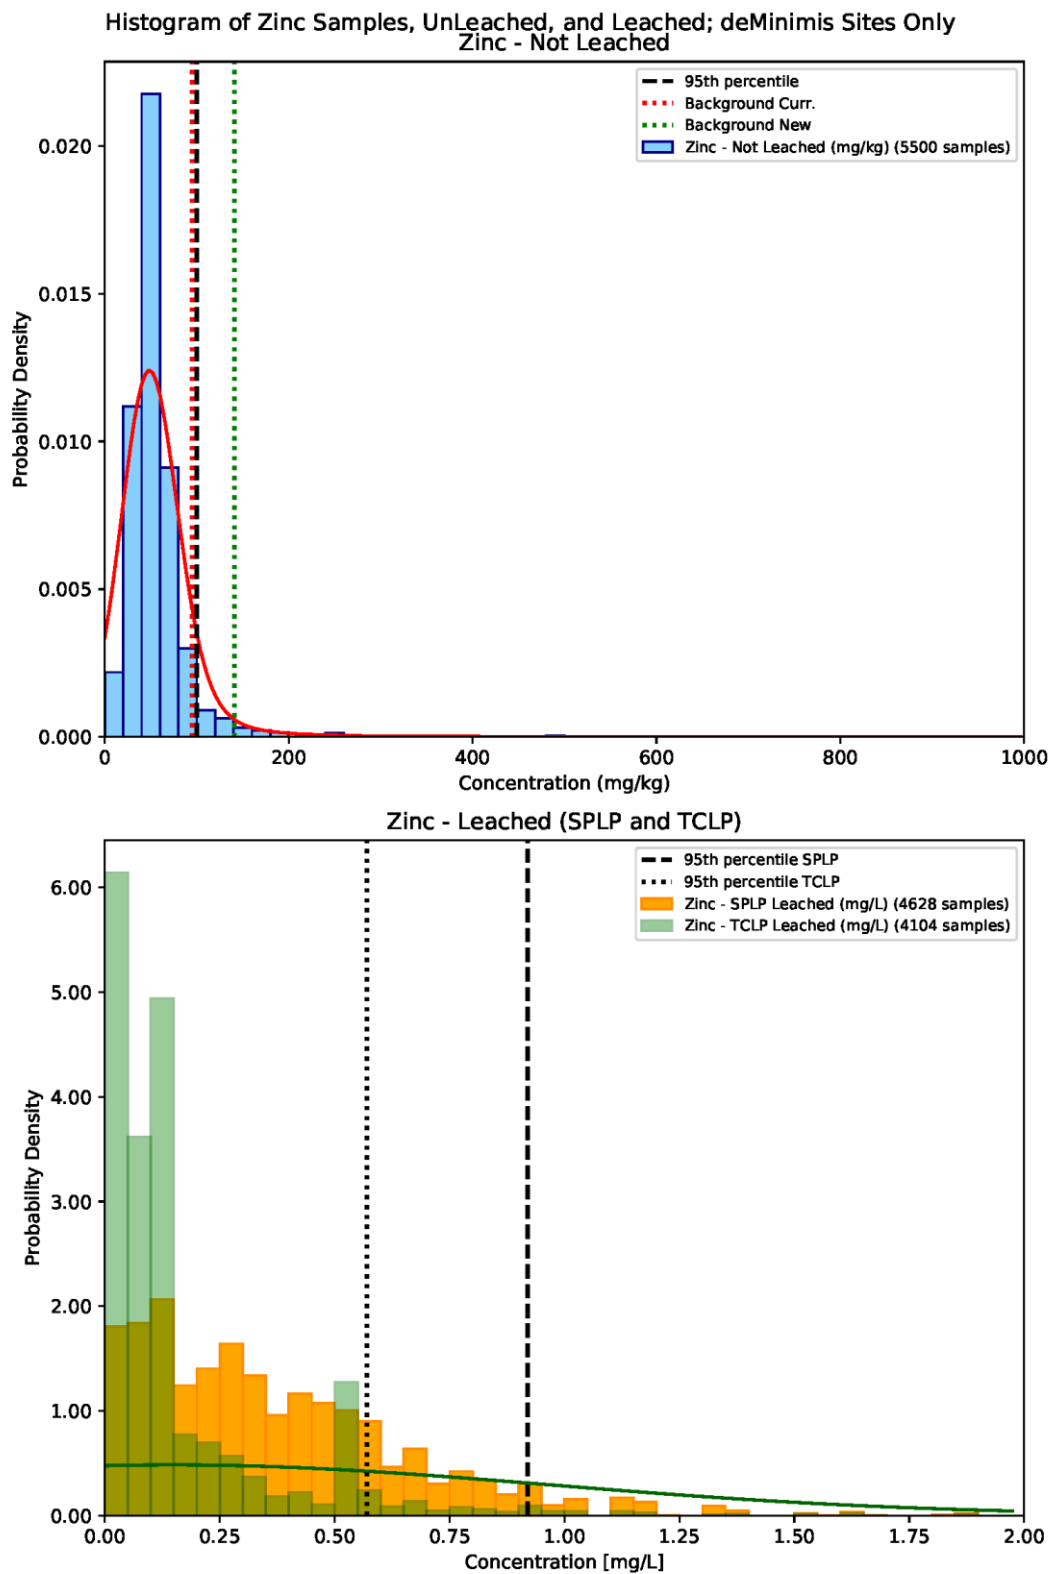 Histogram of Zinc Samples, UnLeached, and Leached; deMinimis Sites Only
Zinc - Not Leached
95th percentile
Background Curr.
Background New
Zinc - Not Leached (mg/kg) (5500 samples)
Probability Density
0.020
0.015
0.010
0.005
0.000
0 200 400 600 800 1000
Concentration (mg/kg)
Zinc - Leached (SPLP and TCLP)
95th percentile SPLP
95th percentile TCLP
Zinc - SPLP Leached (mg/L) (4628 samples)
Zinc - TCLP Leached (mg/L) (4104 samples)
Probability Density
6.00
5.00
4.00
3.00
2.00
1.00
0.00
0.00 0.25 0.50 0.75 1.00 1.25 1.50 1.75 2.00
Concentration [mg/L]